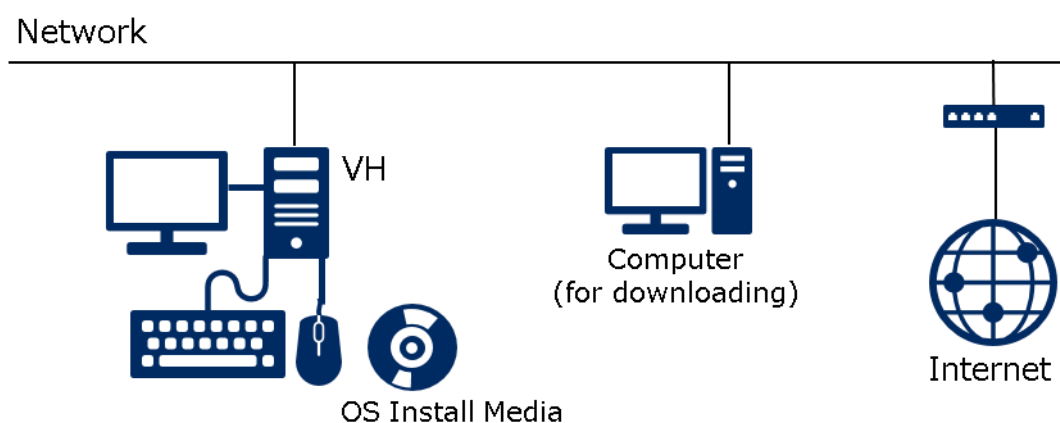 Network
VH
Computer
(for downloading)
Internet
OS Install Media